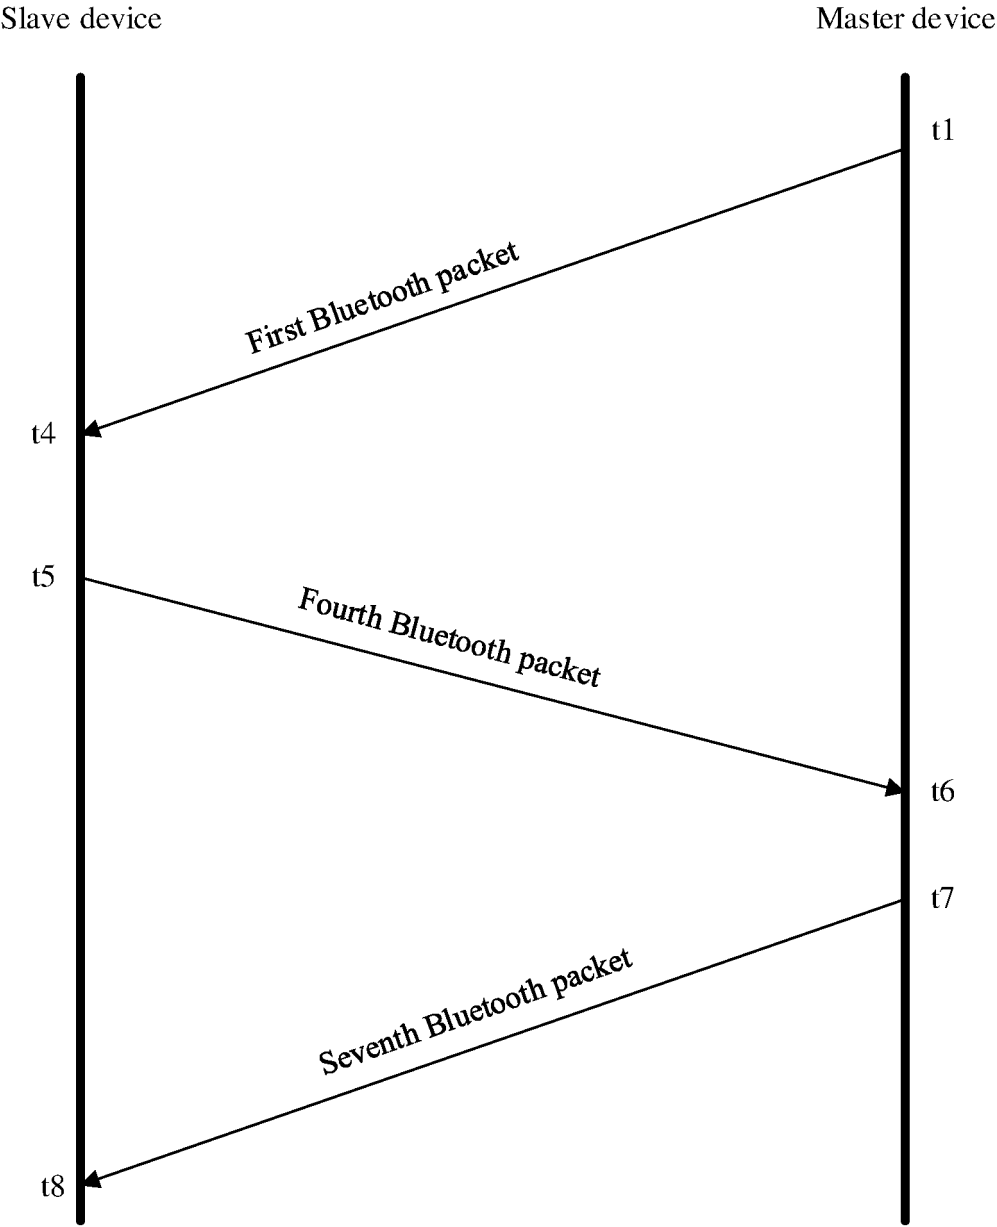 Slave device
Master device
t1
First Bluetooth packet
t4
t5
Fourth Bluetooth packet
t6
t7
Seventh Bluetooth packet
t8